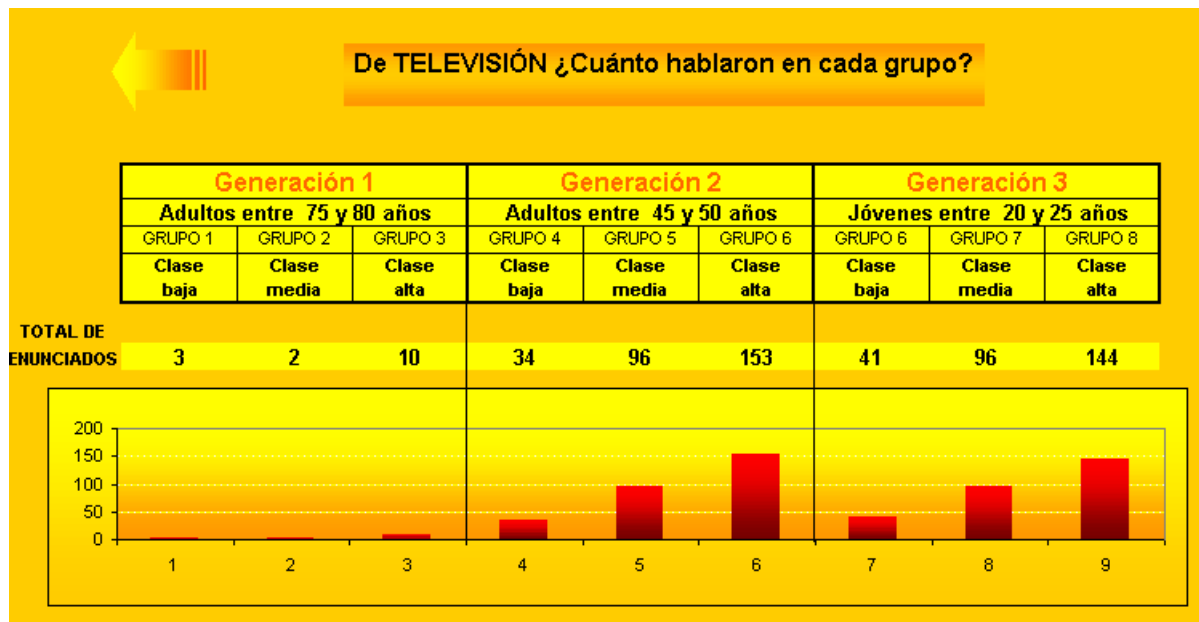 De TELEVISIÓN ¿Cuánto hablaron en cada grupo?
Generación 1 Generación 2 Generación 3
Adultos entre 75 y 80 años Adultos entre 45 y 50 años Jóvenes entre 20 y 25 años
GRUPO 1 GRUPO 2 GRUPO 3 GRUPO 4 GRUPO 5 GRUPO 6 GRUPO 6 GRUPO 7 GRUPO 8
Clase Clase Clase Clase Clase Clase Clase Clase Clase
baja media alta baja media alta baja media alta
TOTAL DE
ENUNCIADOS 3 2 10 34 96 153 41 96 144
200
150
100
50
0
1 2 3 4 5 6 7 8 9